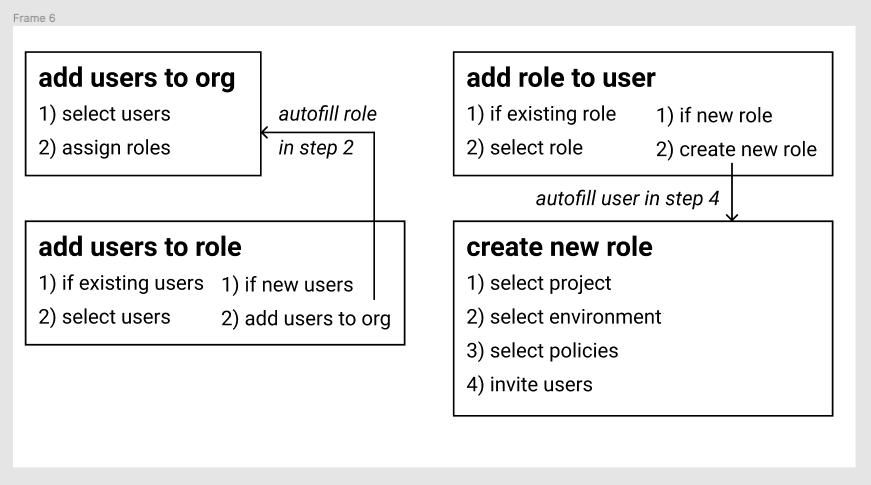 Frame 6
add users to org
1) select users
2) assign roles
autofill role
in step 2
add users to role
1) if existing users
2) select users
1) if new users
2) add users to org
add role to user
1) if existing role
2) select role
1) if new role
2) create new role
autofill user in step 4
create new role
1) select project
2) select environment
3) select policies
4) invite users